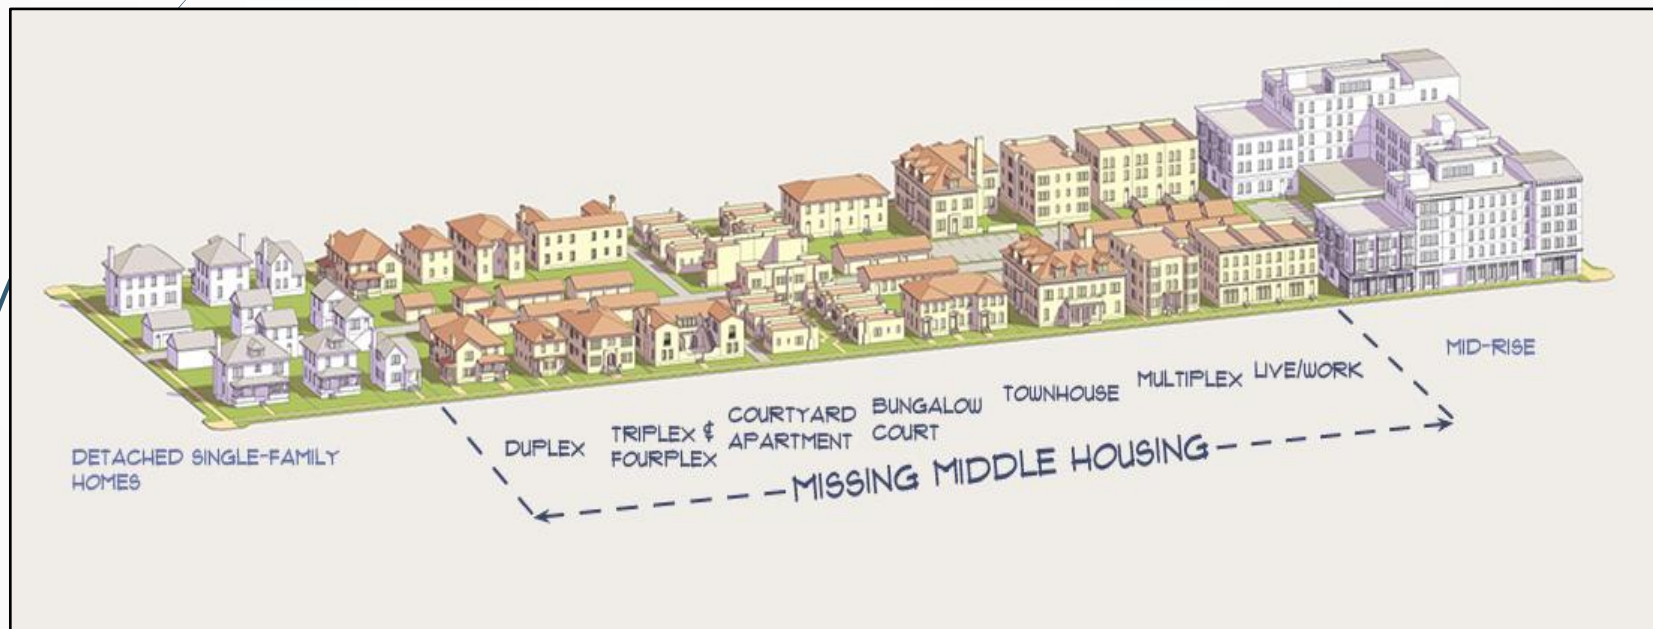 DETACHED SINGLE-FAMILY
HOMES
DUPLEX
TRIPLEX &
FOURPLEX
COURTYARD
APARTMENT
BUNGALOW
COURT
TOWNHOUSE
MULTIPLEX
LIVE/WORK
MID-RISE
MISSING MIDDLE HOUSING